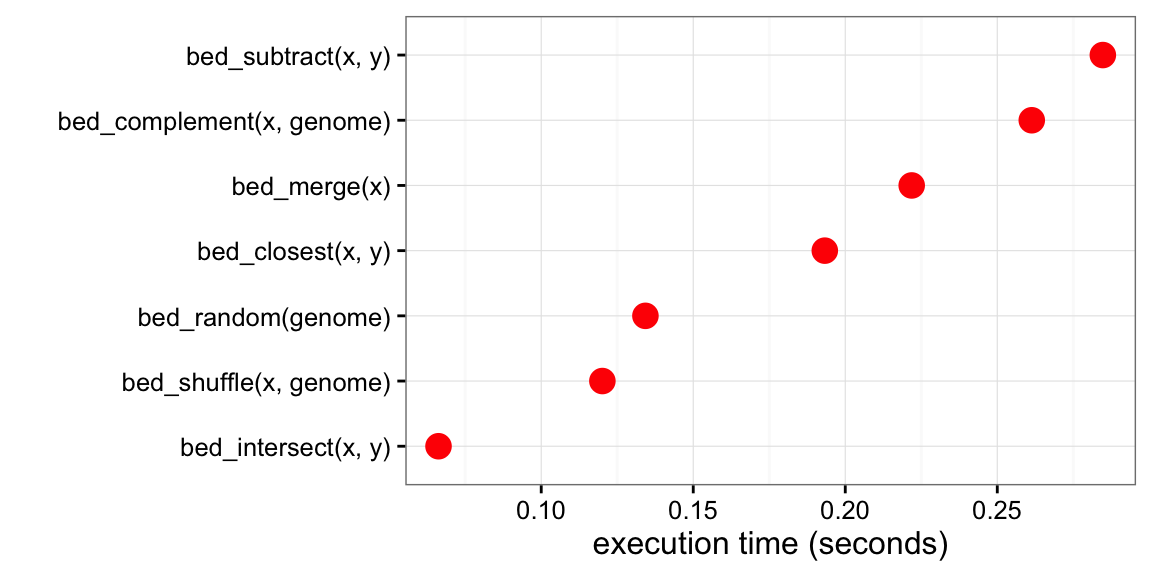 bed_subtract(x, y)
bed_complement(x, genome)
bed_merge(x)
bed_closest(x, y)
bed_random(genome)
bed_shuffle(x, genome)
bed_intersect(x, y)
0.10 0.15 0.20 0.25
execution time (seconds)